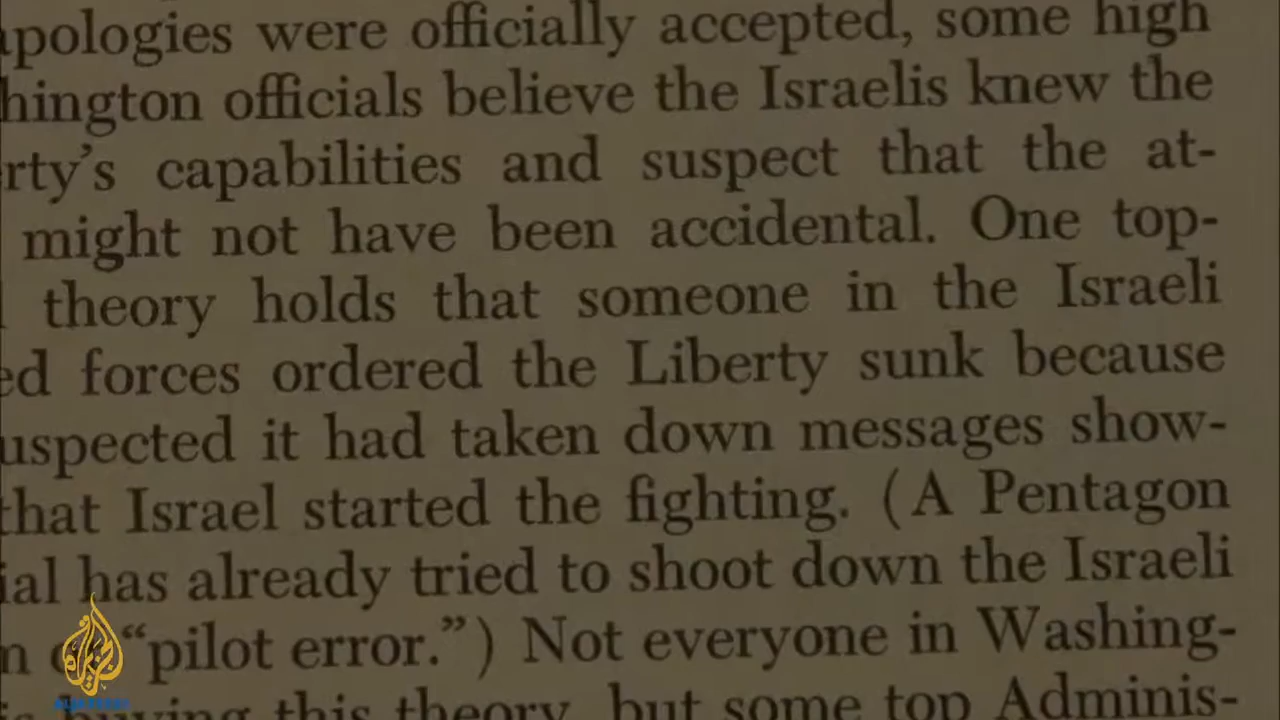 apologies were officially accepted, some high
hington officials believe the Israelis knew the
rty's capabilities and suspect that the at-
might not have been accidental. One top-
theory holds that someone in the Israeli
ed forces ordered the Liberty sunk because
uspected it had taken down messages show-
that Israel started the fighting. (A Pentagon
ial has already tried to shoot down the Israeli
“pilot error.”) Not everyone in Washing-
buying this theory, but some top Adminis-